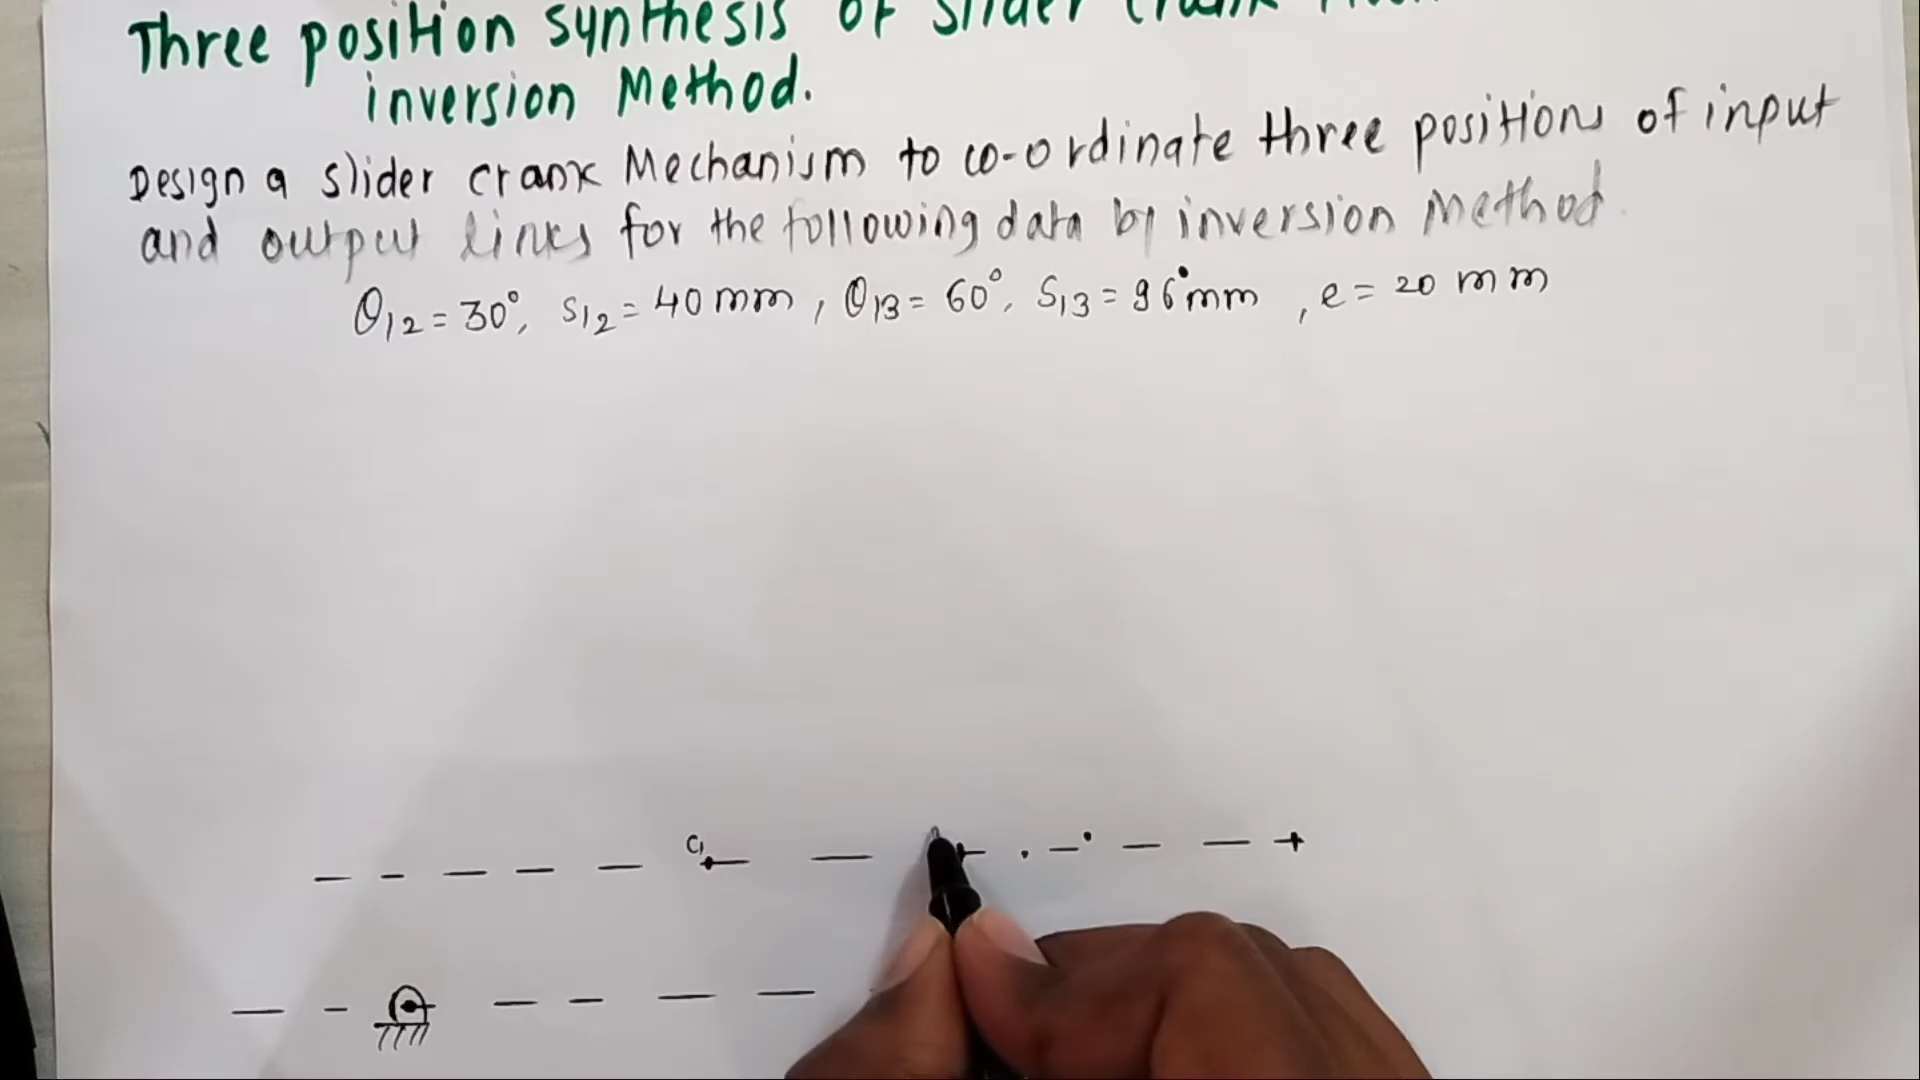 Three position synthesis of slider crank
inversion Method.
Design a slider crank Mechanism to co-ordinate three positions of input
and output links for the following data by inversion Method.
θ12 = 30°, S12 = 40 mm, θ13 = 60°, S13 = 96 mm, e = 20 mm
C1